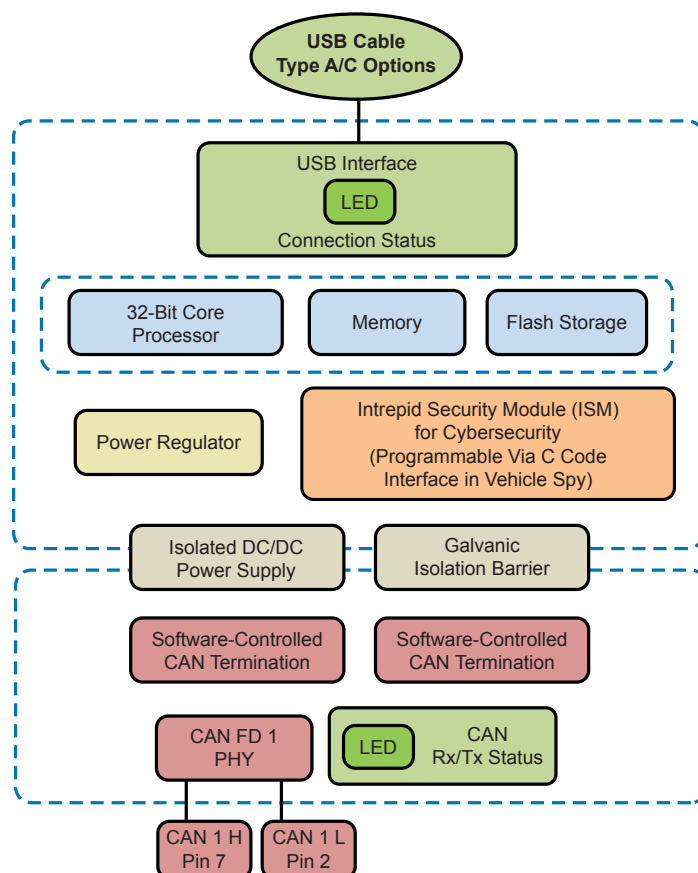 USB Cable
Type A/C Options
USB Interface
LED
Connection Status
32-Bit Core
Processor
Memory
Flash Storage
Power Regulator
Intrepid Security Module (ISM)
for Cybersecurity
(Programmable Via C Code
Interface in Vehicle Spy)
Isolated DC/DC
Power Supply
Galvanic
Isolation Barrier
Software-Controlled
CAN Termination
Software-Controlled
CAN Termination
CAN FD 1
PHY
LED
CAN
Rx/Tx Status
CAN 1 H
Pin 7
CAN 1 L
Pin 2